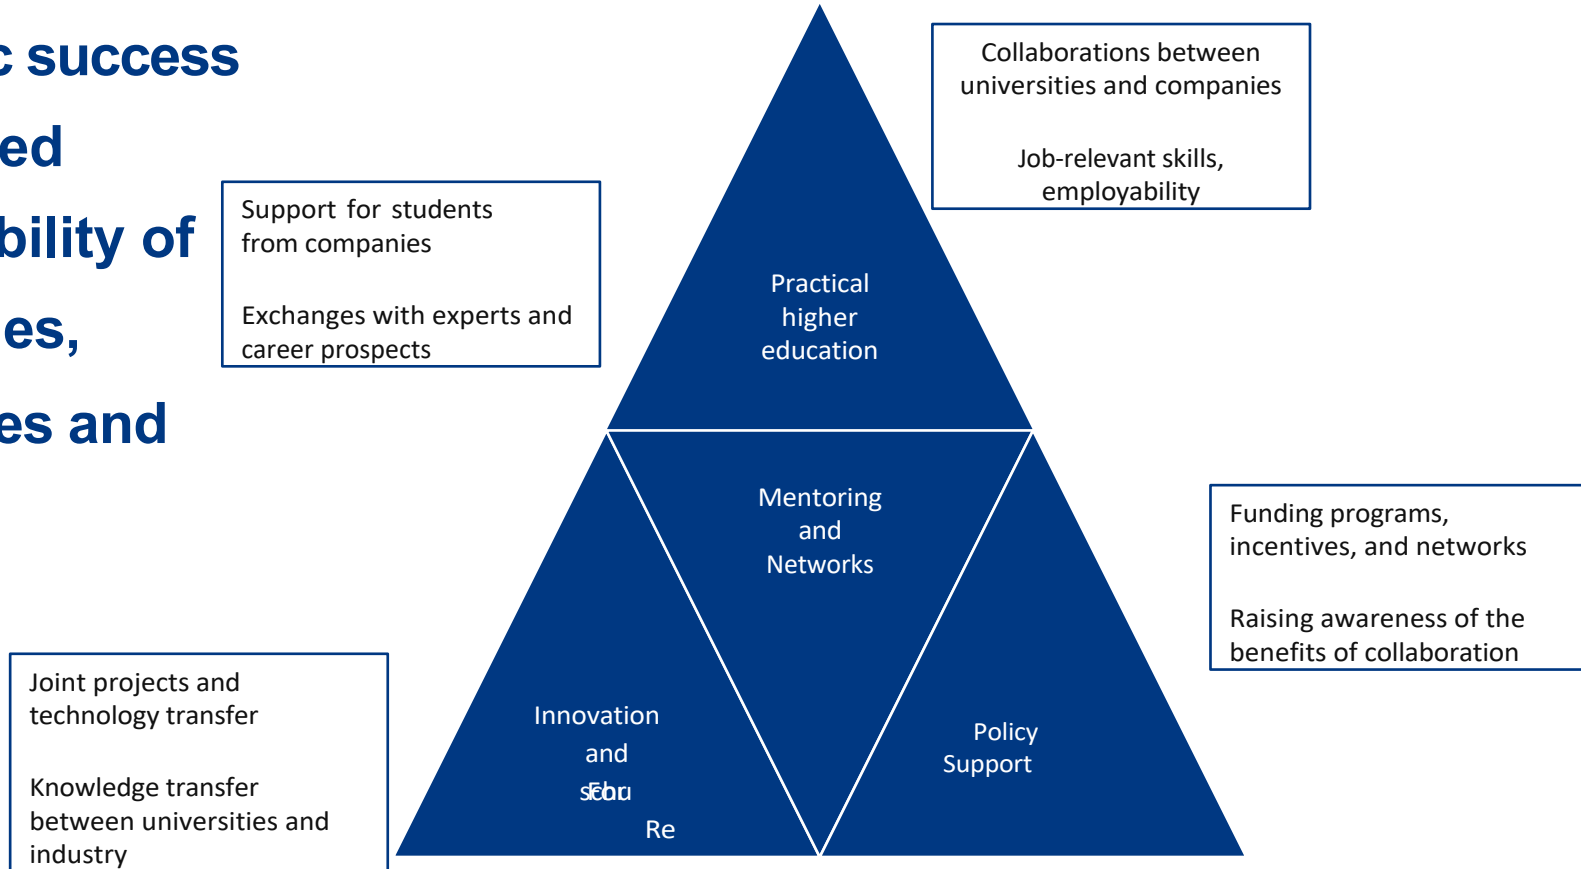 c success
ed
bility of
es,
es and
Collaborations between
universities and companies
Job-relevant skills,
employability
Support for students
from companies
Exchanges with experts and
career prospects
Practical
higher
education
Mentoring
and
Networks
Funding programs,
incentives, and networks
Raising awareness of the
benefits of collaboration
Joint projects and
technology transfer
Knowledge transfer
between universities and
industry
Innovation
and
Re
Policy
Support